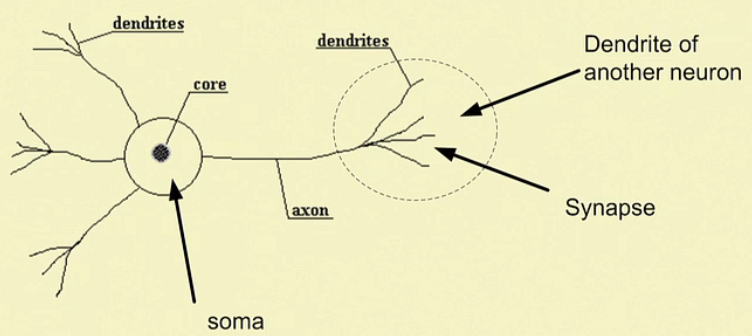 dendrites
dendrites
Dendrite of
another neuron
core
Synapse
axon
soma